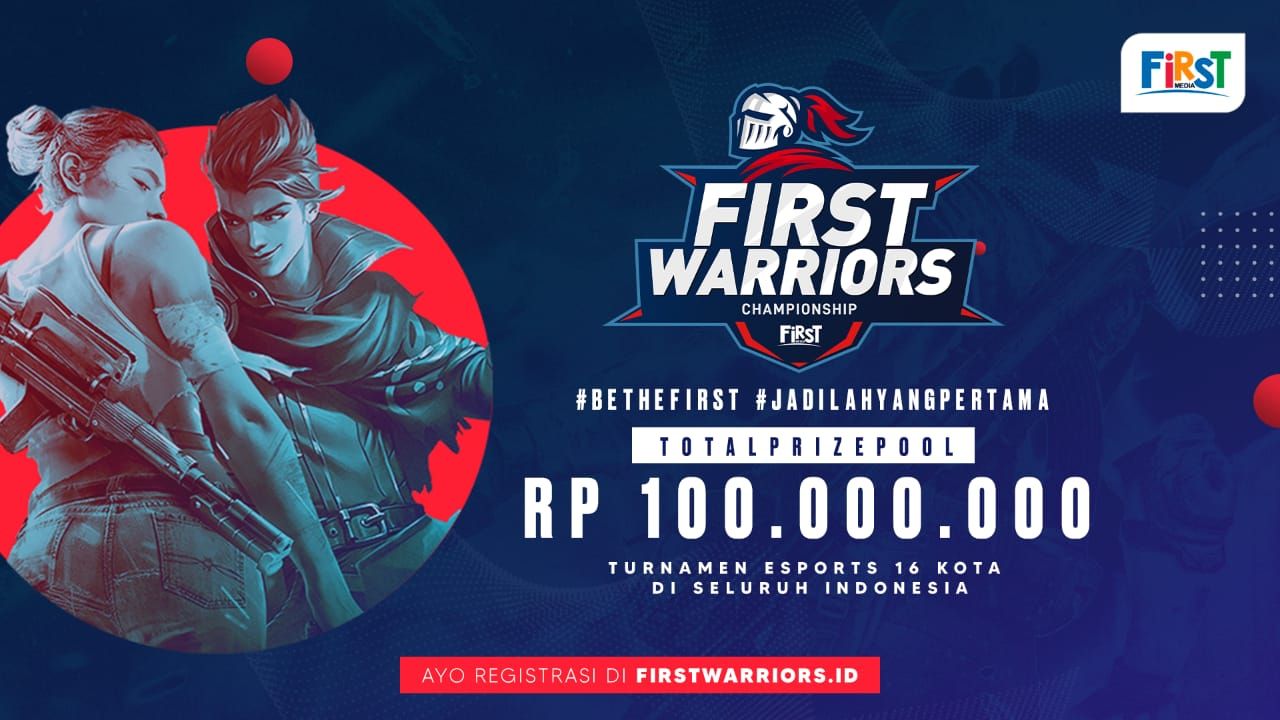 FiRST
MEDIA
FIRST
WARRIORS
CHAMPIONSHIP
FiRST
#BETHEFIRST #JADILAHYANGPERTAMA
TOTALPRIZEPOOL
RP 100.000.000
TURNAMEN ESPORTS 16 KOTA
DI SELURUH INDONESIA
AYO REGISTRASI DI FIRSTWARRIORS.ID